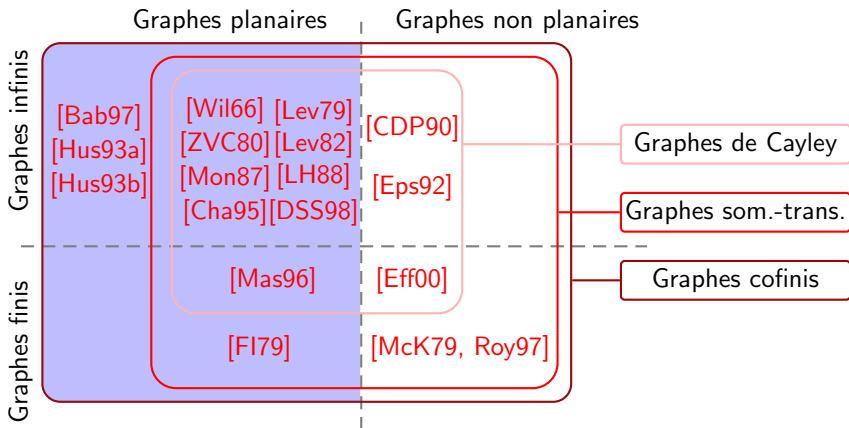 Graphes planaires
Graphes non planaires
Graphes infinis
[Bab97]
[Hus93a]
[Hus93b]
[Wil66] [Lev79]
[ZVC80] [Lev82]
[Mon87] [LH88]
[Cha95] [DSS98]
[CDP90]
[Eps92]
Graphes de Cayley
Graphes som.-trans.
Graphes cofinis
Graphes finis
[Mas96]
[Eff00]
[FI79]
[McK79, Roy97]